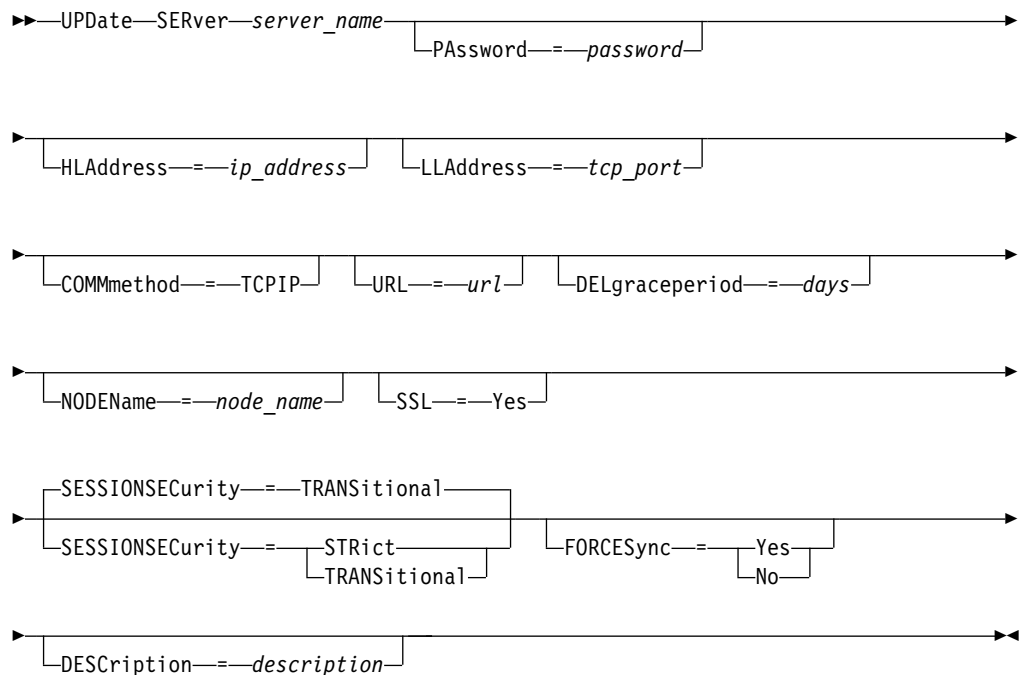 UPDate SERver server_name
PAssword = password
HLAddress = ip_address LLAddress = tcp_port
COMMmethod = TCPIP URL = url DELgraceperiod = days
NODEName = node_name SSL = Yes
SESSIONSECurity = TRANSitional
SESSIONSECurity = STRict FORCESync = Yes
TRANSitional No
DESCription = description